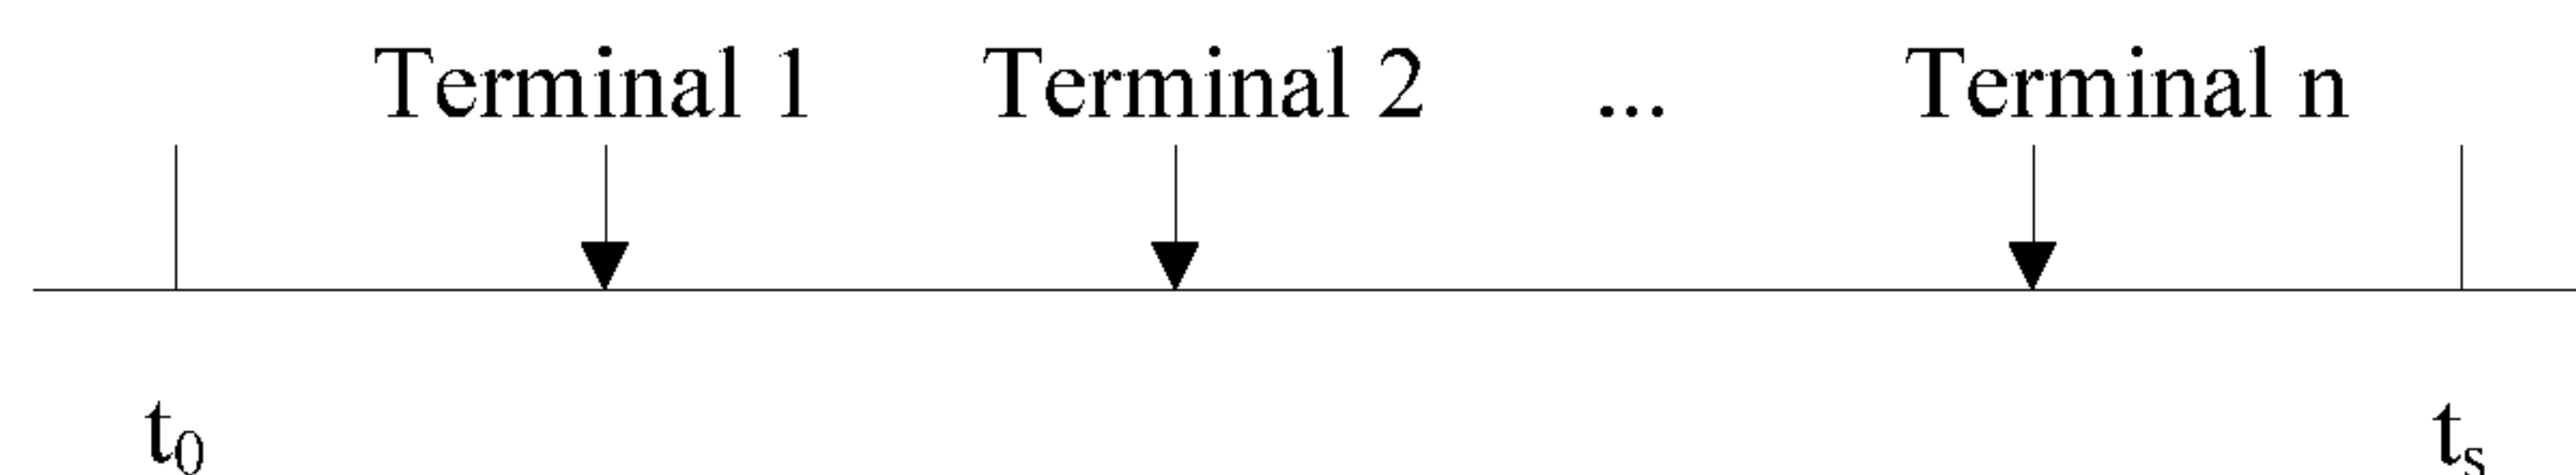 Terminal 1 Terminal 2 ... Terminal n
t₀ tₛ